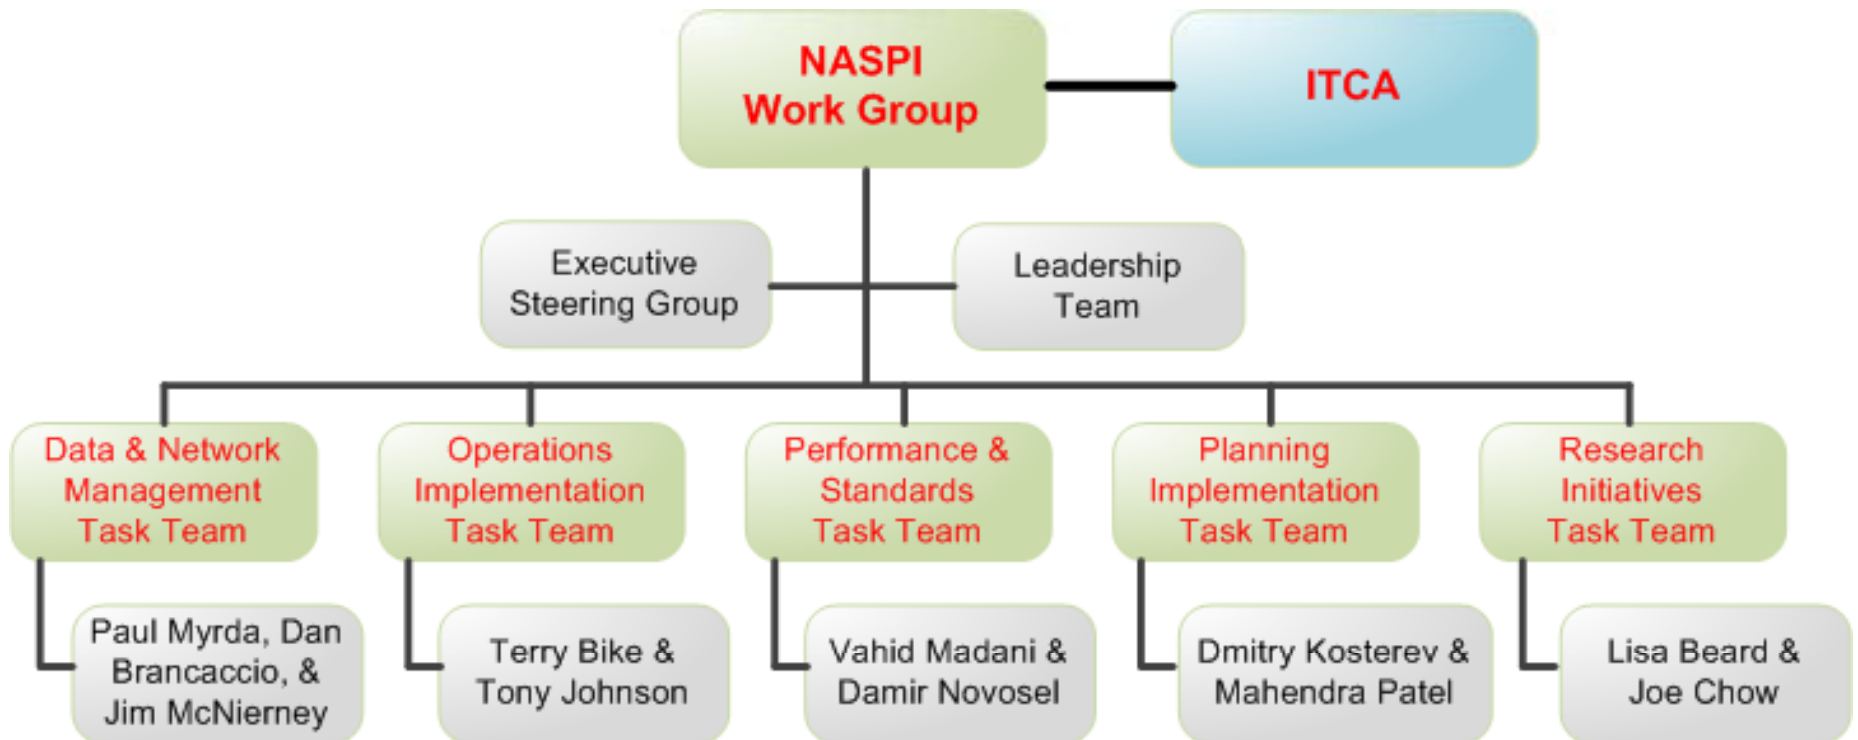 NASPI
Work Group
ITCA
Executive
Steering Group
Leadership
Team
Data & Network
Management
Task Team
Operations
Implementation
Task Team
Performance &
Standards
Task Team
Planning
Implementation
Task Team
Research
Initiatives
Task Team
Paul Myrda, Dan
Brancaccio, &
Jim McNierney
Terry Bike &
Tony Johnson
Vahid Madani &
Damir Novosel
Dmitry Kosterev &
Mahendra Patel
Lisa Beard &
Joe Chow